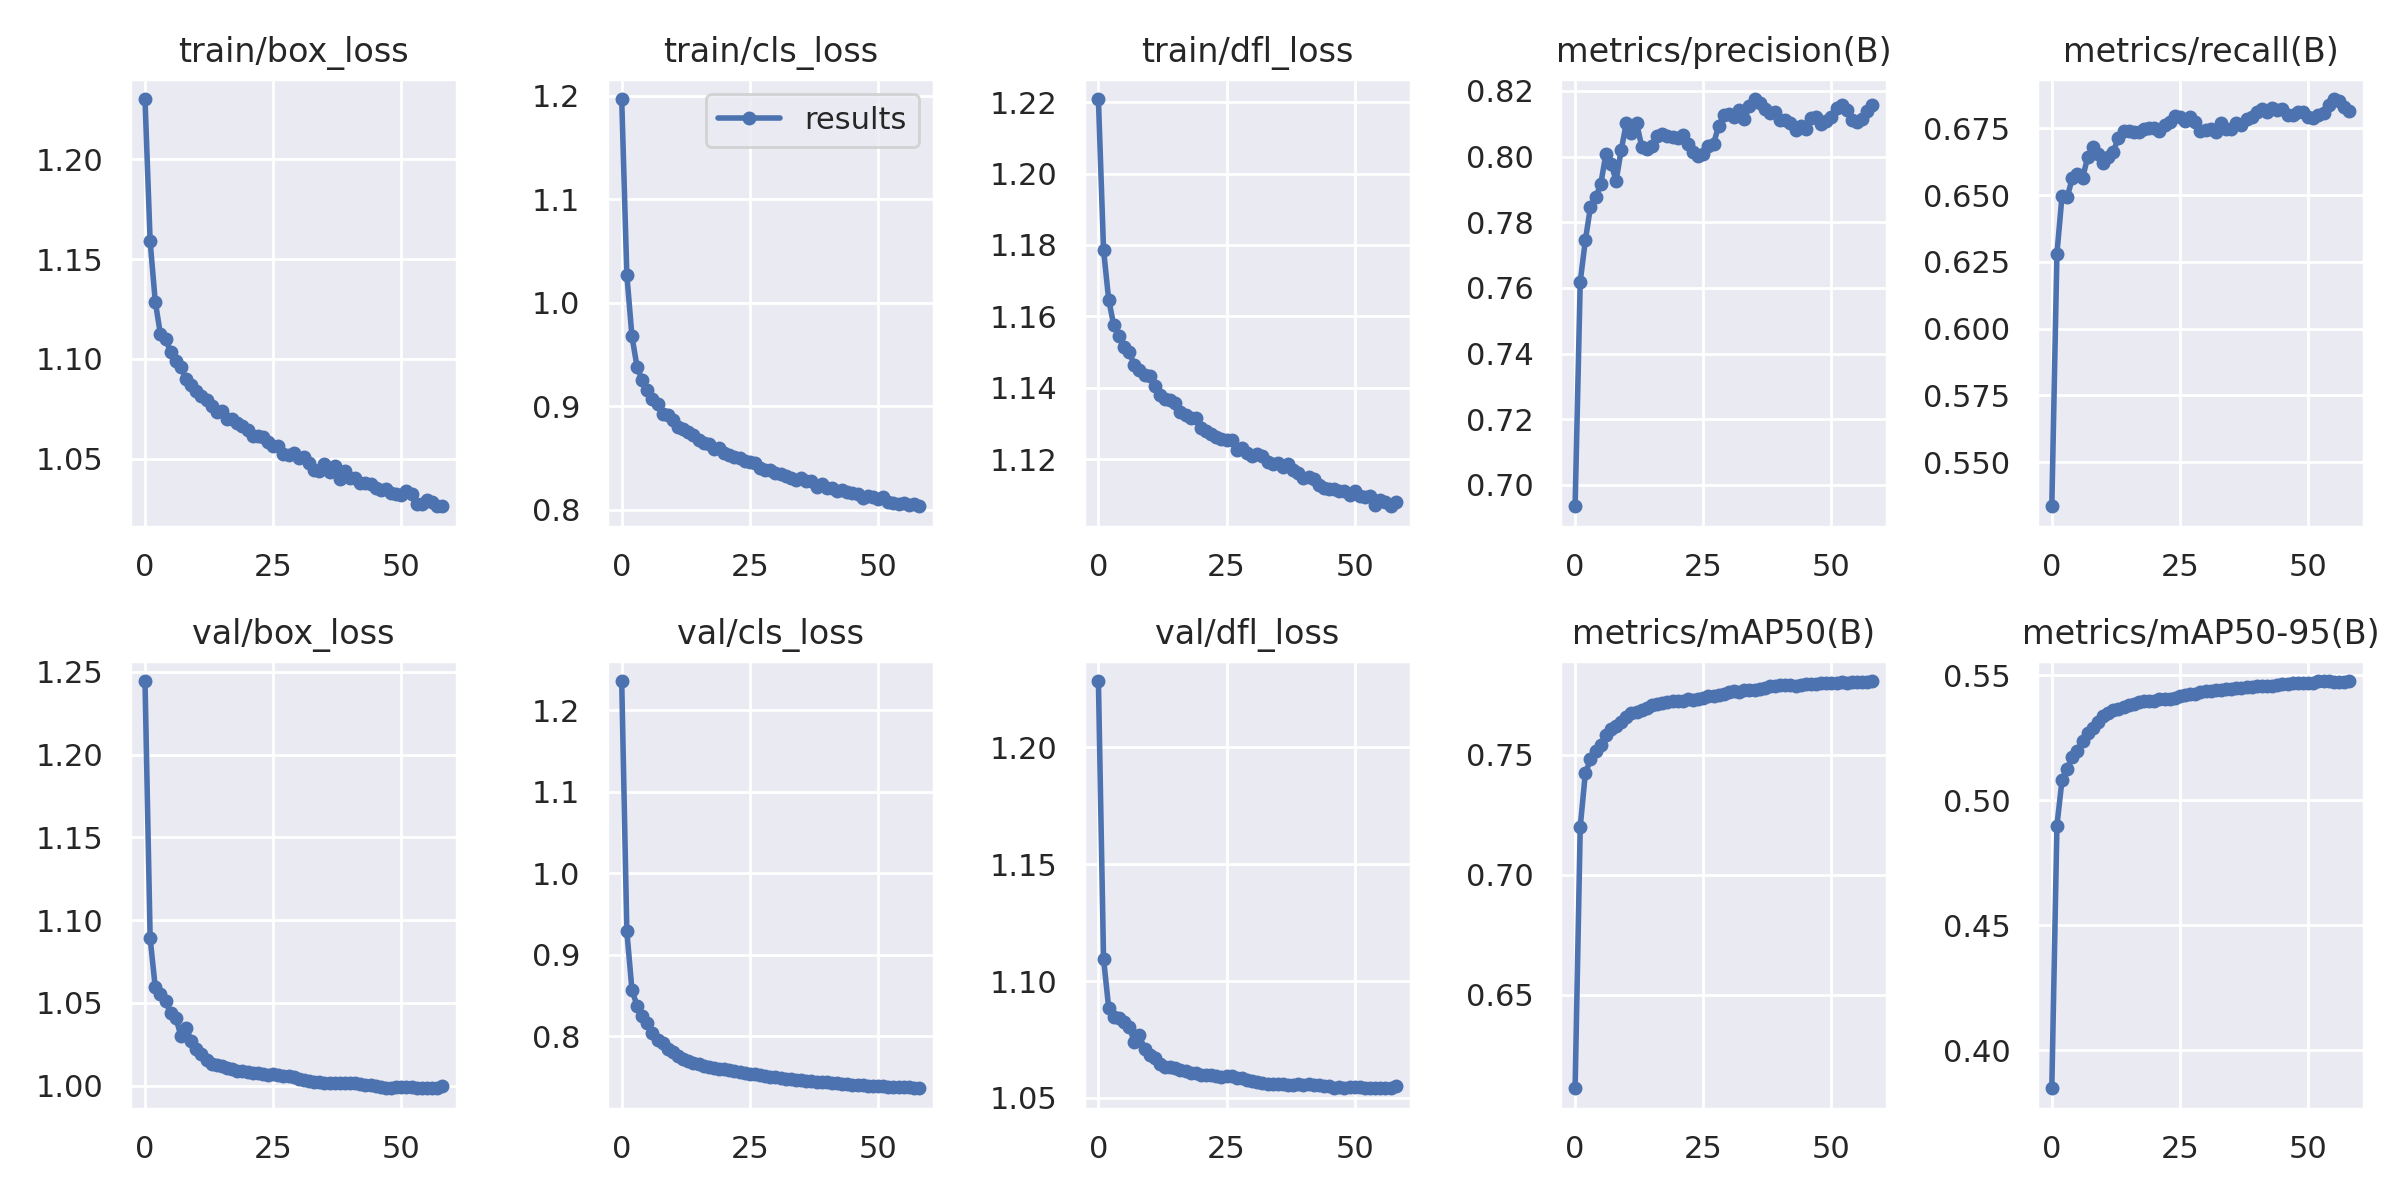 train/box_loss
1.20
1.15
1.10
1.05
0 25 50
train/cls_loss
results
1.2
1.1
1.0
0.9
0.8
0 25 50
train/dfl_loss
1.22
1.20
1.18
1.16
1.14
1.12
0 25 50
metrics/precision(B)
0.82
0.80
0.78
0.76
0.74
0.72
0.70
0 25 50
metrics/recall(B)
0.675
0.650
0.625
0.600
0.575
0.550
0 25 50
val/box_loss
1.25
1.20
1.15
1.10
1.05
1.00
0 25 50
val/cls_loss
1.2
1.1
1.0
0.9
0.8
0 25 50
val/dfl_loss
1.20
1.15
1.10
1.05
0 25 50
metrics/mAP50(B)
0.75
0.70
0.65
0 25 50
metrics/mAP50-95(B)
0.55
0.50
0.45
0.40
0 25 50